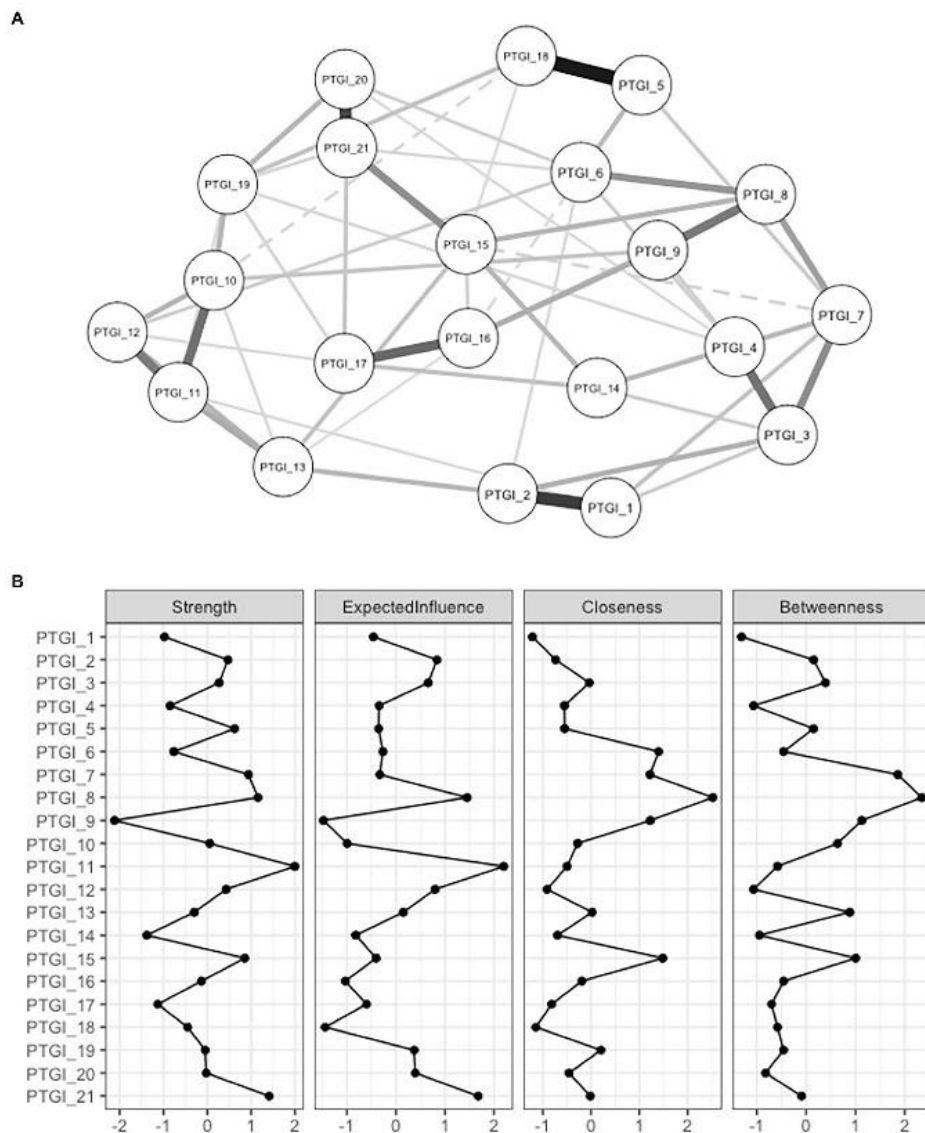 A
PTGI_18
PTGI_20
PTGI_5
PTGI_21
PTGI_6
PTGI_19
PTGI_8
PTGI_15
PTGI_9
PTGI_10
PTGI_7
PTGI_12
PTGI_16
PTGI_4
PTGI_17
PTGI_14
PTGI_11
PTGI_3
PTGI_13
PTGI_2
PTGI_1
B
Strength ExpectedInfluence Closeness Betweenness
PTGI_1
PTGI_2
PTGI_3
PTGI_4
PTGI_5
PTGI_6
PTGI_7
PTGI_8
PTGI_9
PTGI_10
PTGI_11
PTGI_12
PTGI_13
PTGI_14
PTGI_15
PTGI_16
PTGI_17
PTGI_18
PTGI_19
PTGI_20
PTGI_21
-2 -1 0 1 2 -1 0 1 2 -1 0 1 2 -1 0 1 2